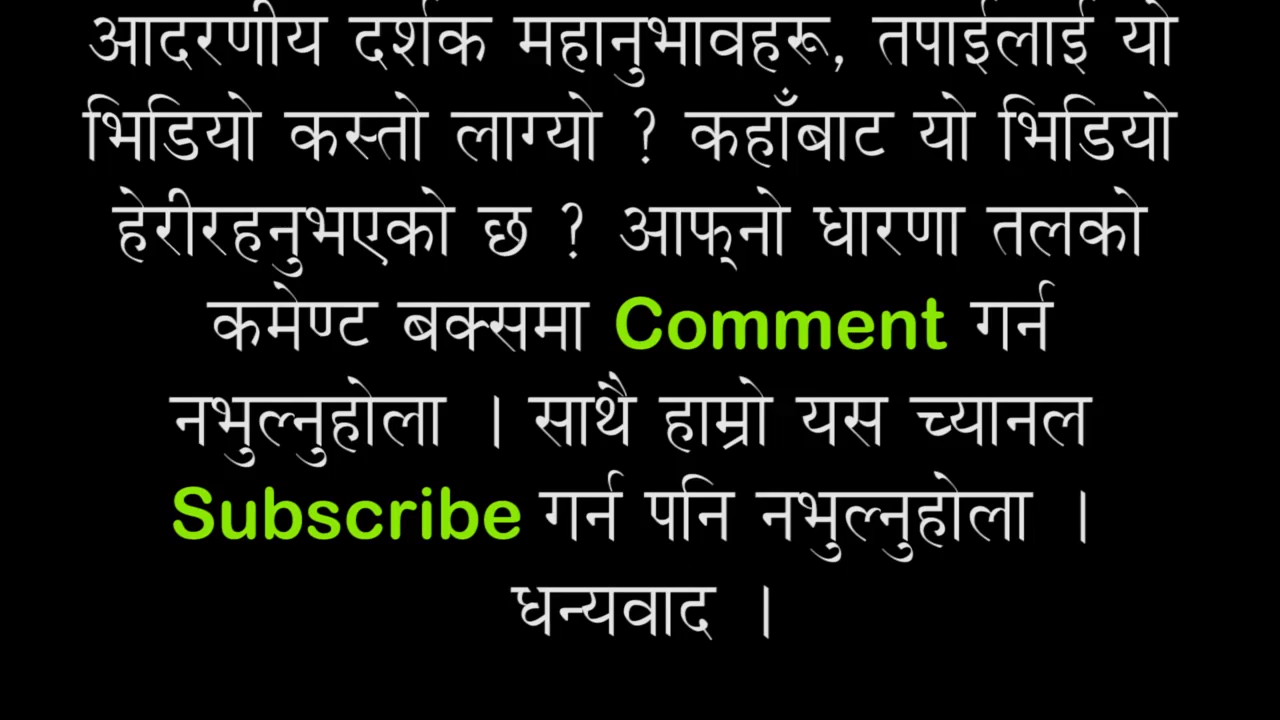 आदरणीय दर्शक महानुभावहरू, तपाईलाई यो
भिडियो कस्तो लाग्यो ? कहाँबाट यो भिडियो
हेरीरहनुभएको छ ? आफ्‌नो धारणा तलको
कमेण्ट बक्समा Comment गर्न
नभुल्नुहोला । साथै हाम्रो यस च्यानल
Subscribe गर्न पनि नभुल्नुहोला ।
धन्यवाद ।